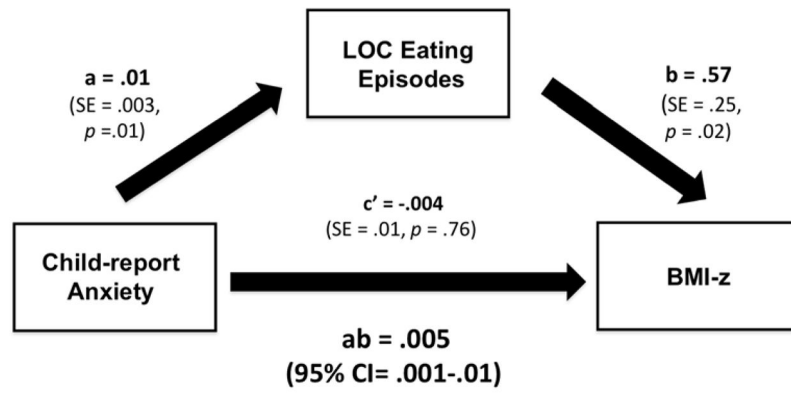 LOC Eating
Episodes
a = .01
(SE = .003,
p =.01)
b = .57
(SE = .25,
p = .02)
c’ = -.004
(SE = .01, p = .76)
Child-report
Anxiety
BMI-z
ab = .005
(95% CI= .001-.01)